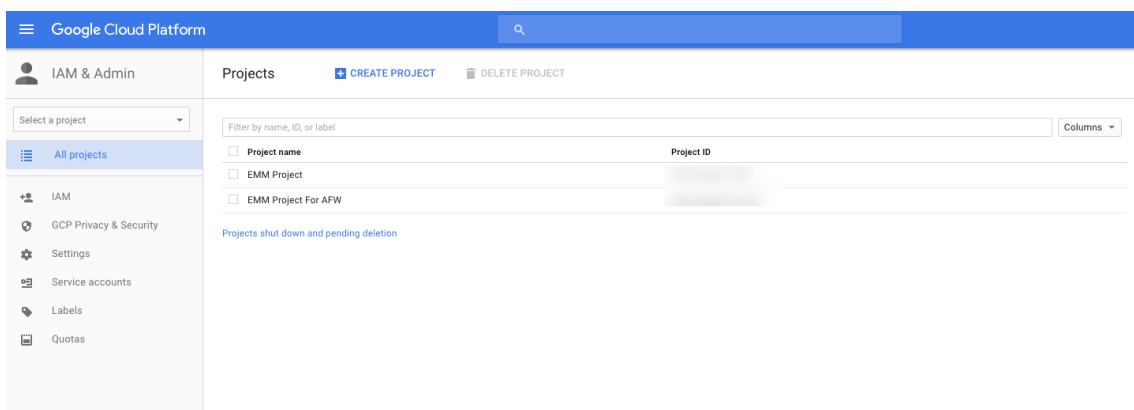 Google Cloud Platform
IAM & Admin
Projects
CREATE PROJECT
DELETE PROJECT
Select a project
All projects
IAM
GCP Privacy & Security
Settings
Service accounts
Labels
Quotas
Filter by name, ID, or label
Columns
Project name
Project ID
EMM Project
EMM Project For AFW
Projects shut down and pending deletion